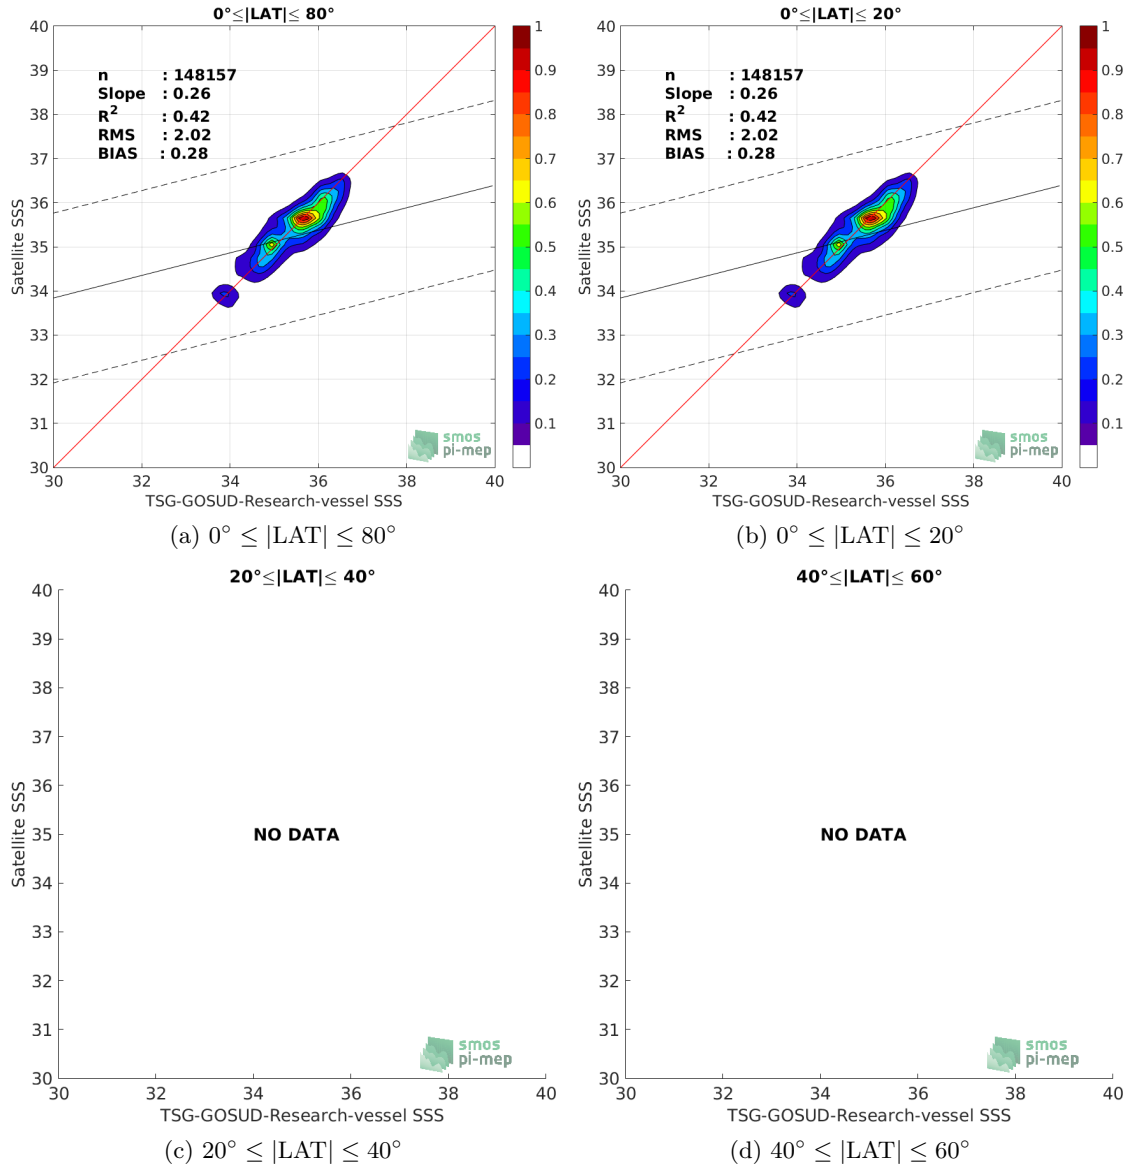 0°≤|LAT|≤ 80°
40
39
38
37
36
35
34
33
32
31
30
n : 148157
Slope : 0.26
R² : 0.42
RMS : 2.02
BIAS : 0.28
1
0.9
0.8
0.7
0.6
0.5
0.4
0.3
0.2
0.1
Satellite SSS
smos
pi-mep
30 32 34 36 38 40
TSG-GOSUD-Research-vessel SSS
(a) 0° ≤ |LAT| ≤ 80°
0°≤|LAT|≤ 20°
40
39
38
37
36
35
34
33
32
31
30
n : 148157
Slope : 0.26
R² : 0.42
RMS : 2.02
BIAS : 0.28
1
0.9
0.8
0.7
0.6
0.5
0.4
0.3
0.2
0.1
Satellite SSS
smos
pi-mep
30 32 34 36 38 40
TSG-GOSUD-Research-vessel SSS
(b) 0° ≤ |LAT| ≤ 20°
20°≤|LAT|≤ 40°
40
39
38
37
36
35
34
33
32
31
30
Satellite SSS
NO DATA
smos
pi-mep
30 32 34 36 38 40
TSG-GOSUD-Research-vessel SSS
(c) 20° ≤ |LAT| ≤ 40°
40°≤|LAT|≤ 60°
40
39
38
37
36
35
34
33
32
31
30
Satellite SSS
NO DATA
smos
pi-mep
30 32 34 36 38 40
TSG-GOSUD-Research-vessel SSS
(d) 40° ≤ |LAT| ≤ 60°